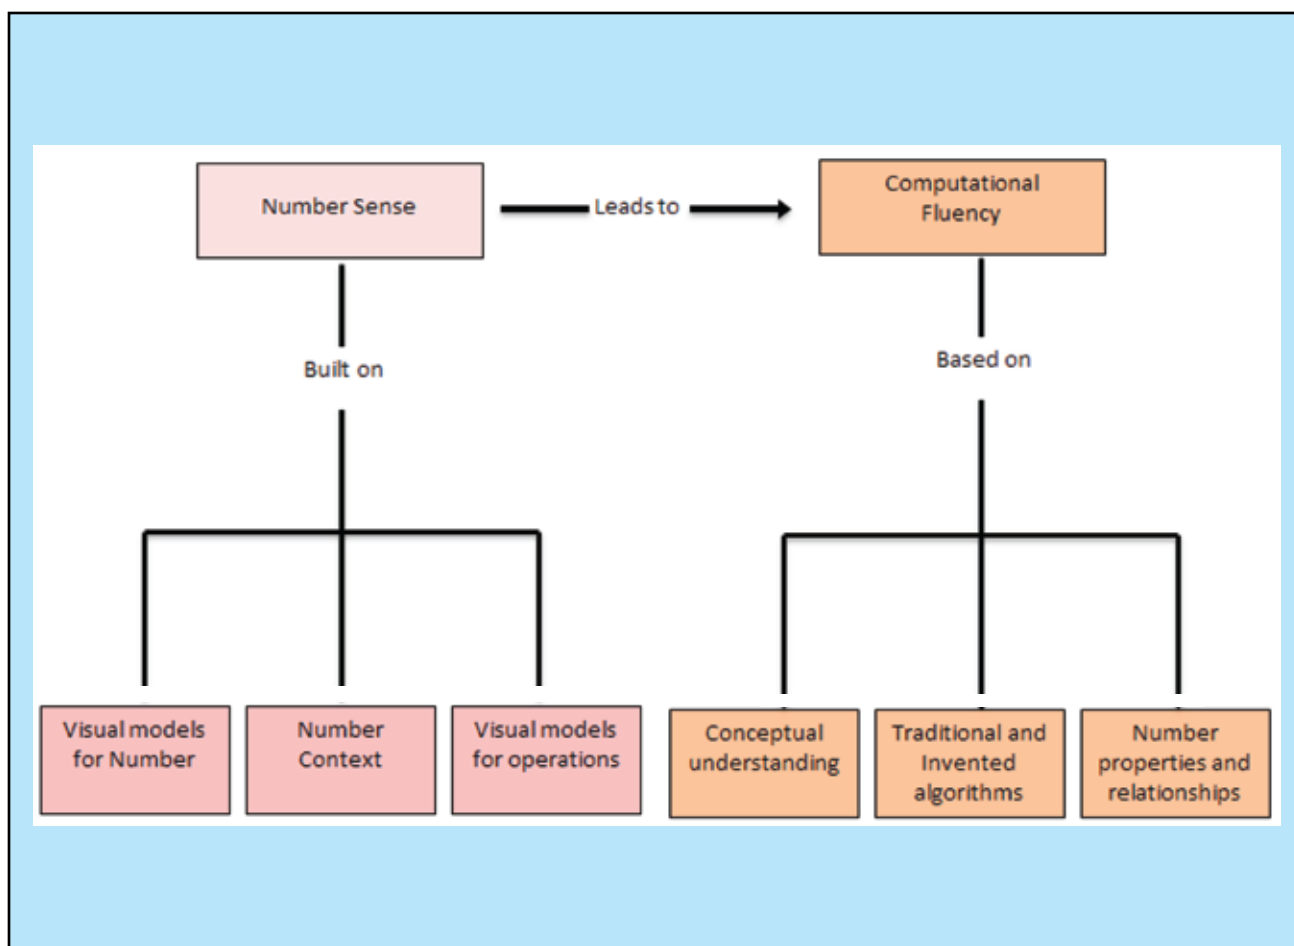 Number Sense
Leads to
Computational
Fluency
Built on
Based on
Visual models
for Number
Number
Context
Visual models
for operations
Conceptual
understanding
Traditional and
Invented
algorithms
Number
properties and
relationships